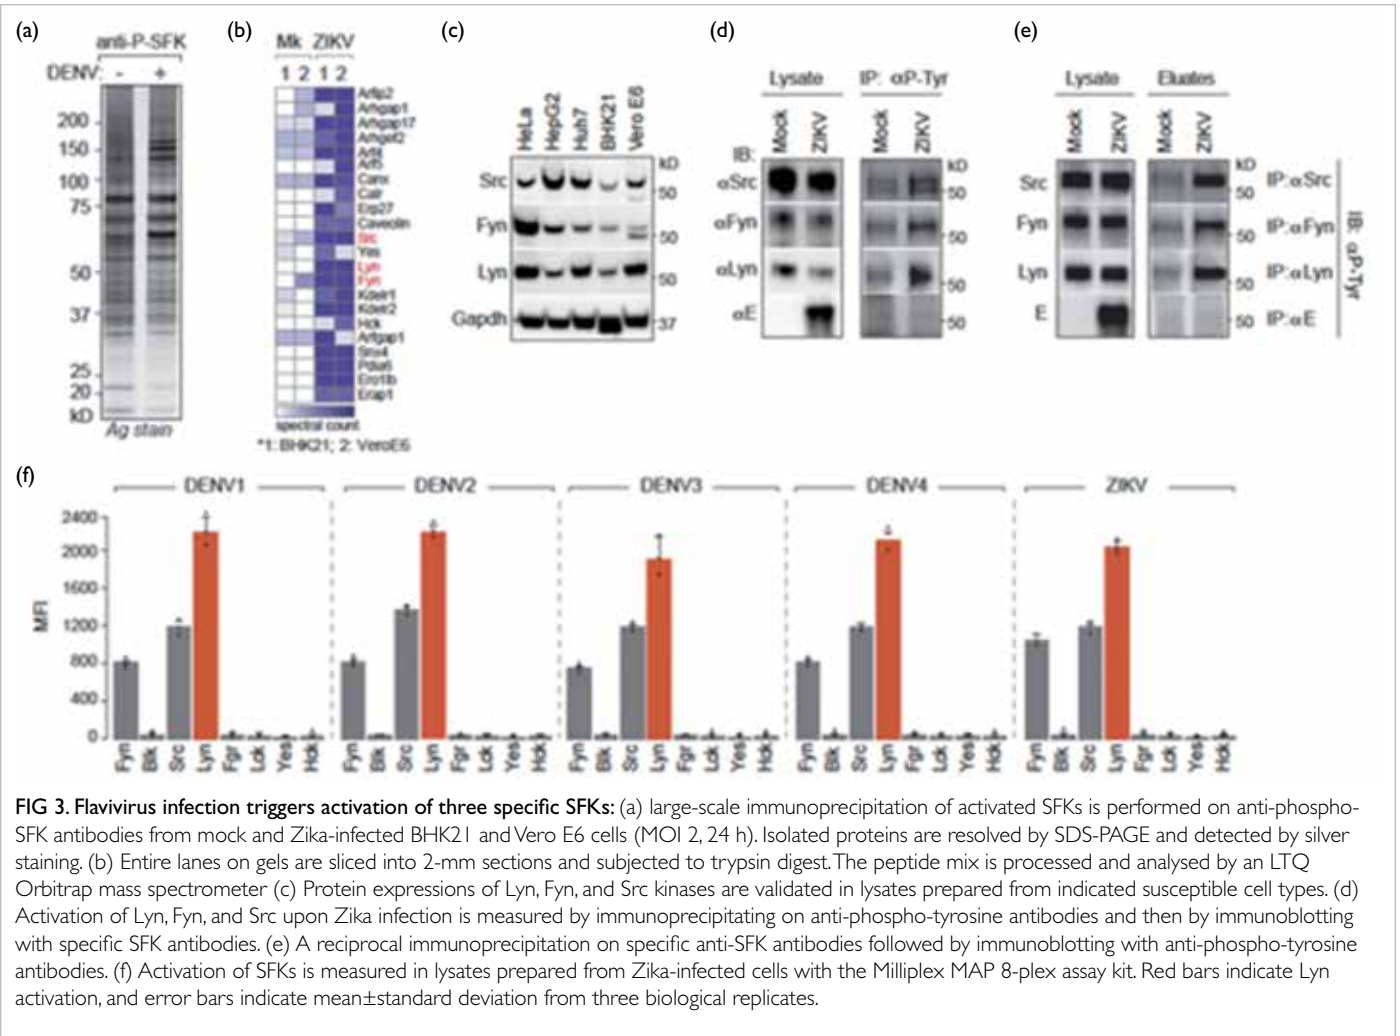 (a)
anti-P-SFK
DENV: - +
200
150
100
75
50
37
25
20
kD
Ag stain
(b)
Mk ZIKV
1 2 1 2
Arfip2
Arhgap1
Arhgap17
Arhgef2
Arf4
Arf5
Canx
Calr
Erp27
Caveolin
Src
Yes
Lyn
Fyn
Kdelr1
Kdelr2
Hck
Arfgap1
Snx4
Pdia6
Ero1lb
Erap1
spectral count
*1: BHK21; 2: VeroE6
(c)
HeLa
HepG2
Huh7
BHK21
Vero E6
kD
Src
50
Fyn
50
Lyn
50
Gapdh
37
(d)
Lysate
IP: αP-Tyr
Mock
ZIKV
Mock
ZIKV
IB:
kD
αSrc
50
αFyn
50
αLyn
50
αE
50
(e)
Lysate
Eluates
Mock
ZIKV
Mock
ZIKV
kD
Src
50
IP:αSrc
Fyn
50
IP:αFyn
Lyn
50
IP:αLyn
E
50
IP:αE
IB: αP-Tyr
(f)
DENV1 DENV2 DENV3 DENV4 ZIKV
MFI
2400
2000
1600
1200
800
400
0
Fyn Blk Src Lyn Fgr Lck Yes Hck Fyn Blk Src Lyn Fgr Lck Yes Hck Fyn Blk Src Lyn Fgr Lck Yes Hck Fyn Blk Src Lyn Fgr Lck Yes Hck Fyn Blk Src Lyn Fgr Lck Yes Hck
FIG 3. Flavivirus infection triggers activation of three specific SFKs: (a) large-scale immunoprecipitation of activated SFKs is performed on anti-phospho-
SFK antibodies from mock and Zika-infected BHK21 and Vero E6 cells (MOI 2, 24 h). Isolated proteins are resolved by SDS-PAGE and detected by silver
staining. (b) Entire lanes on gels are sliced into 2-mm sections and subjected to trypsin digest. The peptide mix is processed and analysed by an LTQ
Orbitrap mass spectrometer (c) Protein expressions of Lyn, Fyn, and Src kinases are validated in lysates prepared from indicated susceptible cell types. (d)
Activation of Lyn, Fyn, and Src upon Zika infection is measured by immunoprecipitating on anti-phospho-tyrosine antibodies and then by immunoblotting
with specific SFK antibodies. (e) A reciprocal immunoprecipitation on specific anti-SFK antibodies followed by immunoblotting with anti-phospho-tyrosine
antibodies. (f) Activation of SFKs is measured in lysates prepared from Zika-infected cells with the Milliplex MAP 8-plex assay kit. Red bars indicate Lyn
activation, and error bars indicate mean±standard deviation from three biological replicates.